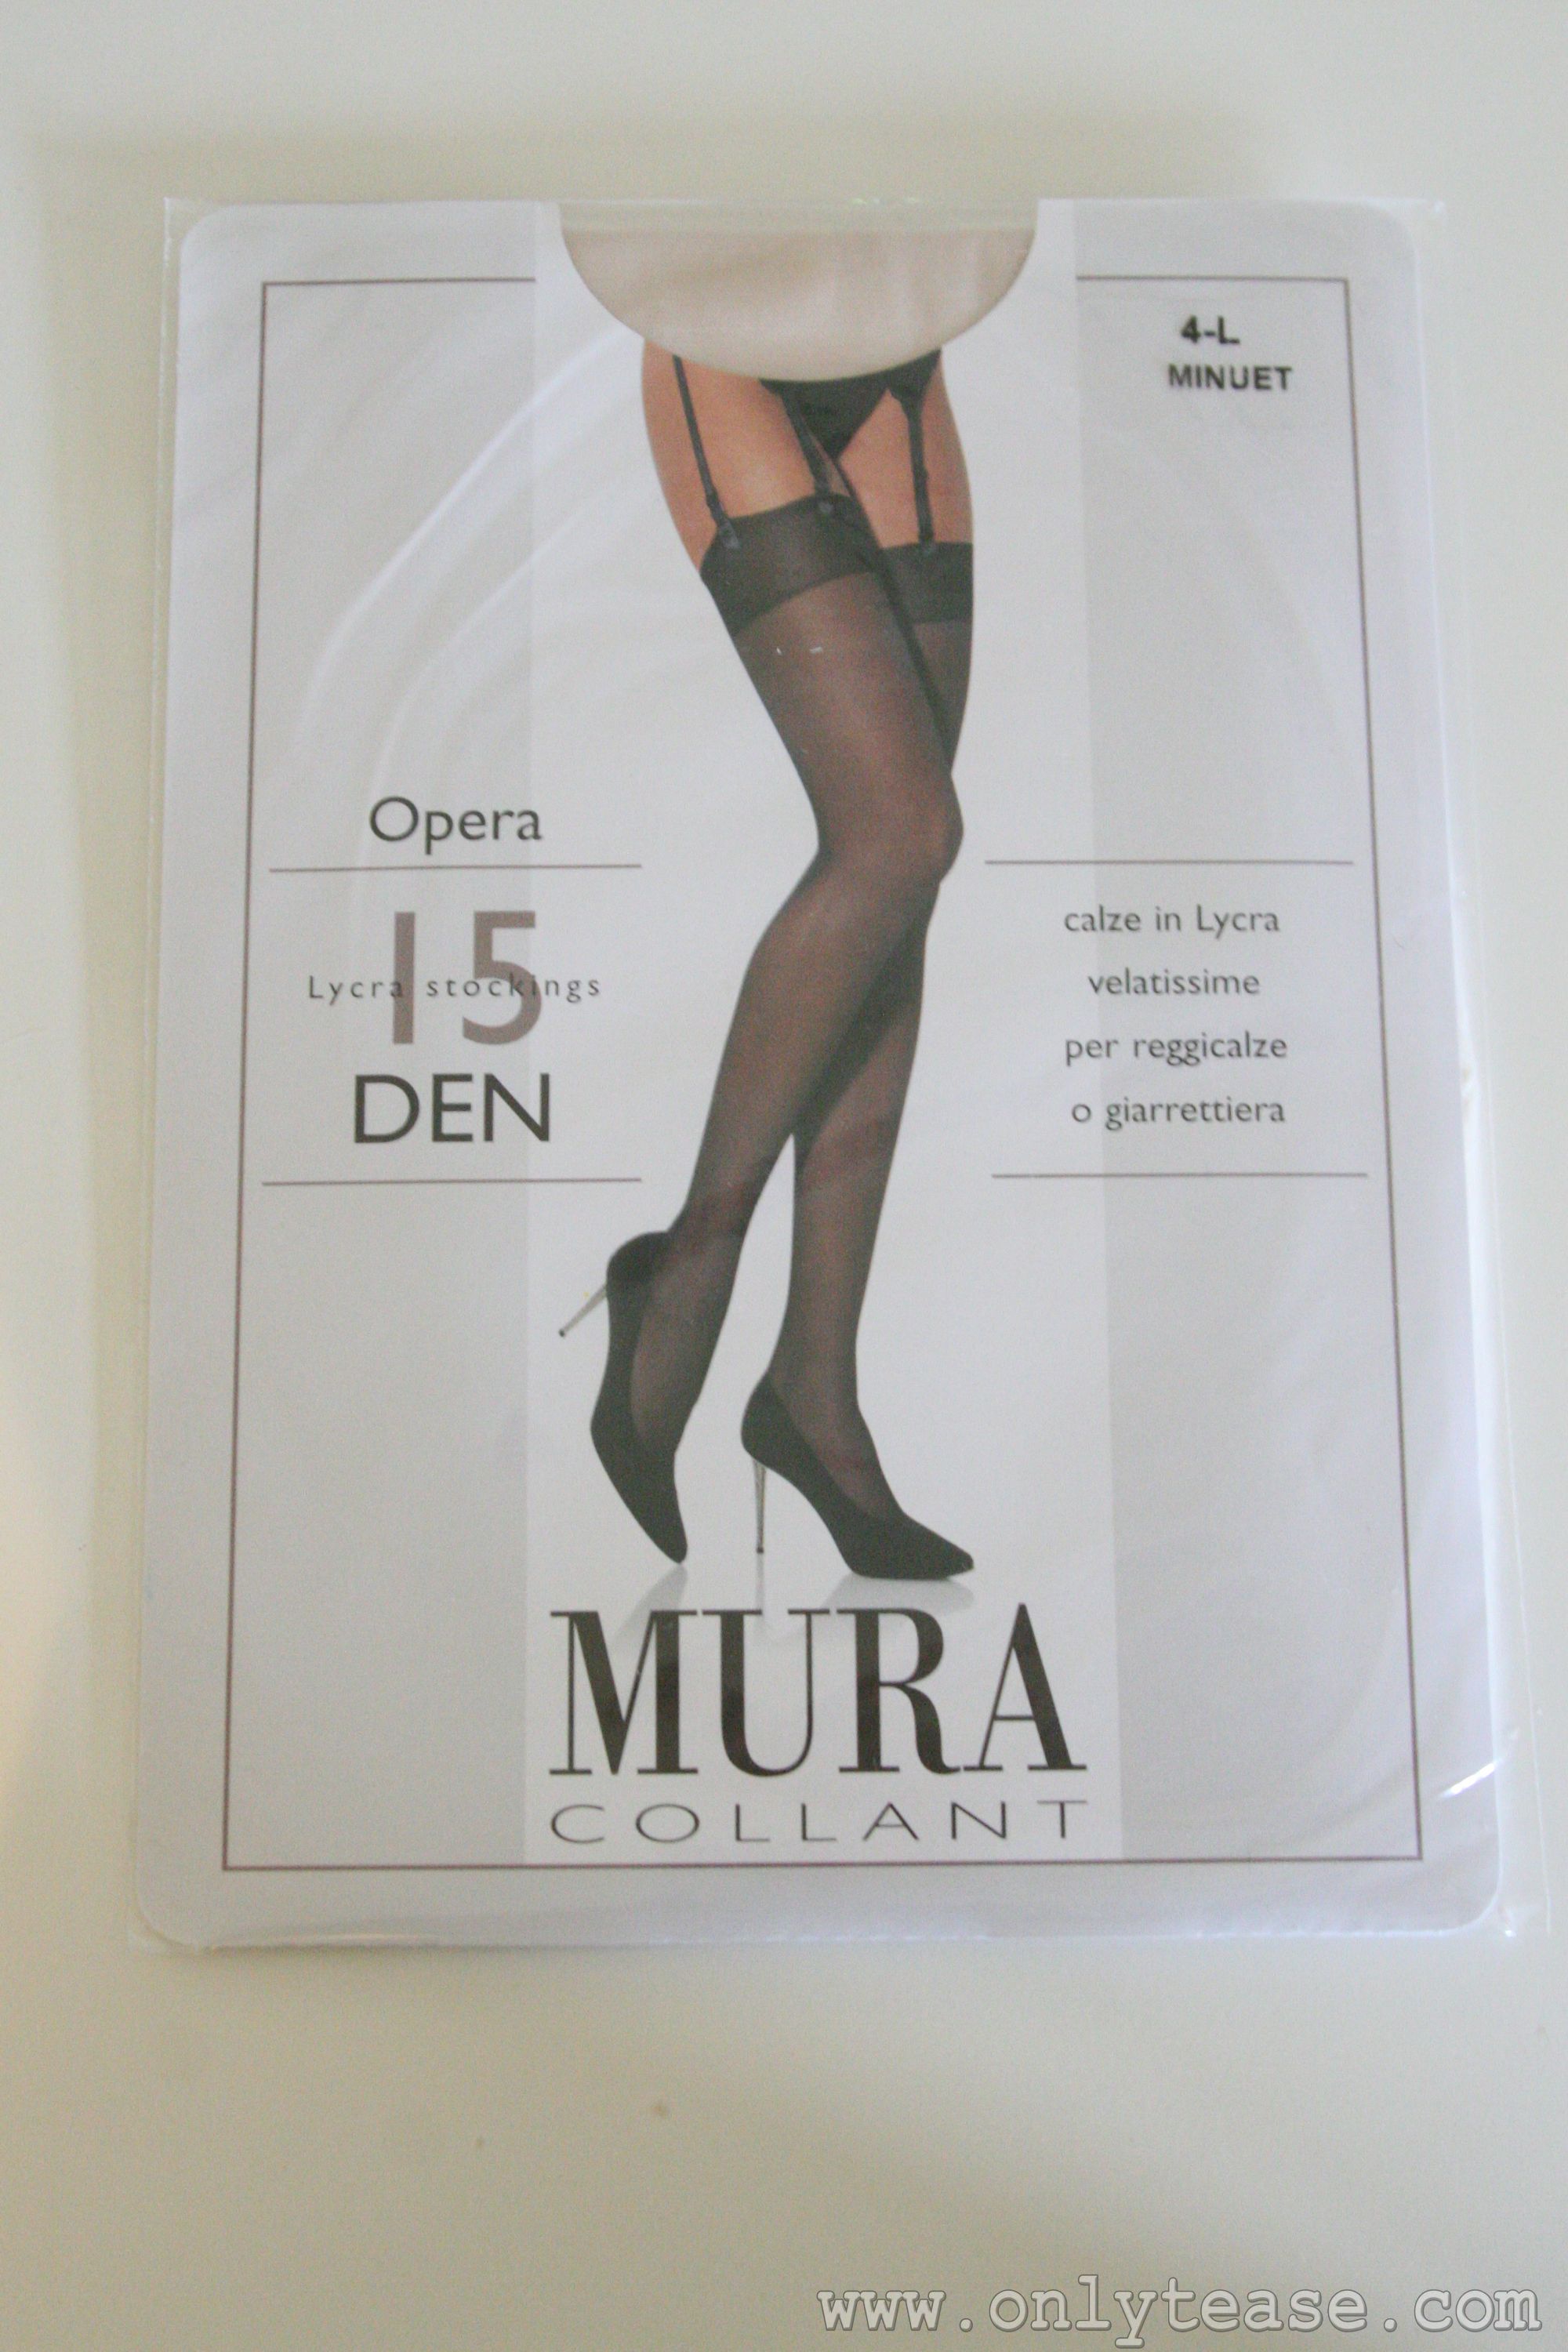 4-L
MINUET
Opera
15
Lycra stockings
DEN
calze in Lycra
velatissime
per reggicalze
o giarrettiera
MURA
COLLANT
www.onlytease.com